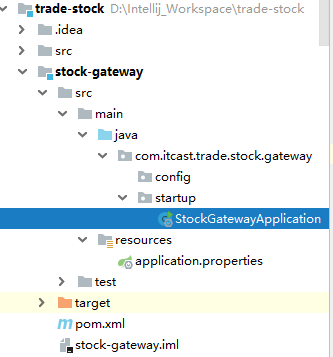 trade-stock D:\Intellij_Workspace\trade-stock
.idea
src
stock-gateway
src
main
java
com.itcast.trade.stock.gateway
config
startup
StockGatewayApplication
resources
application.properties
test
target
pom.xml
stock-gateway.iml